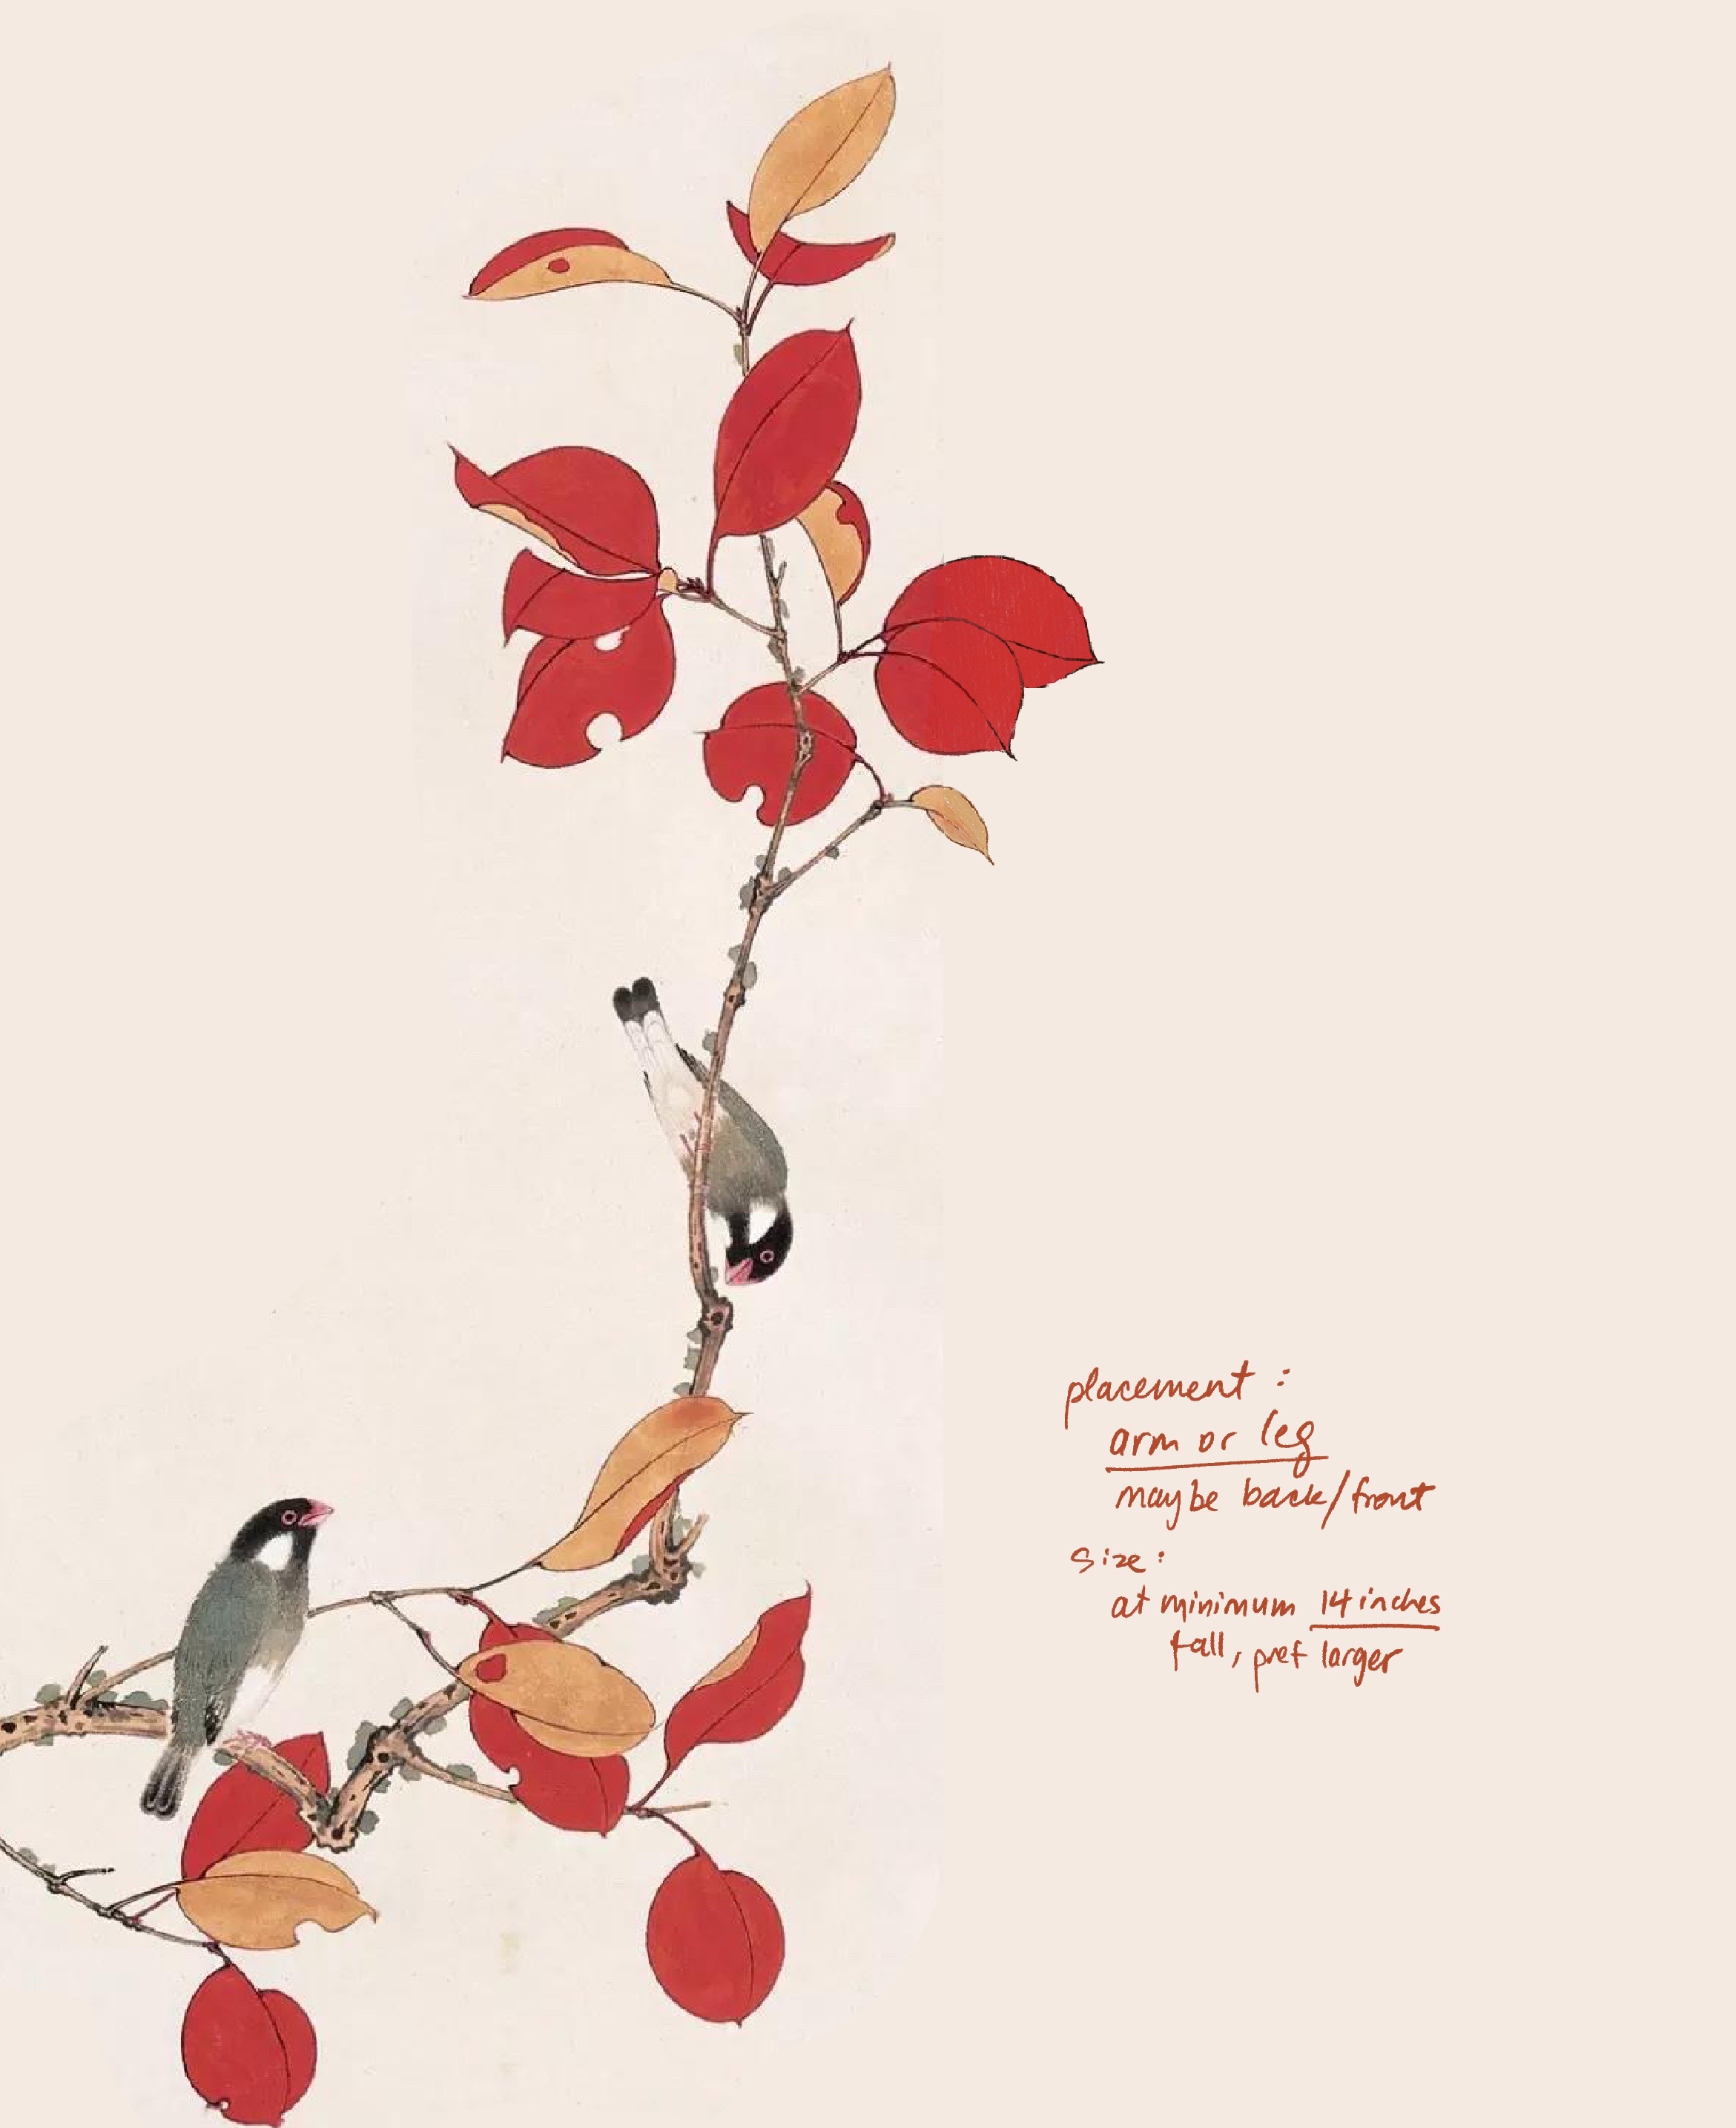 placement :
arm or leg
maybe back/front
Size :
at minimum 14 inches
tall, pref larger